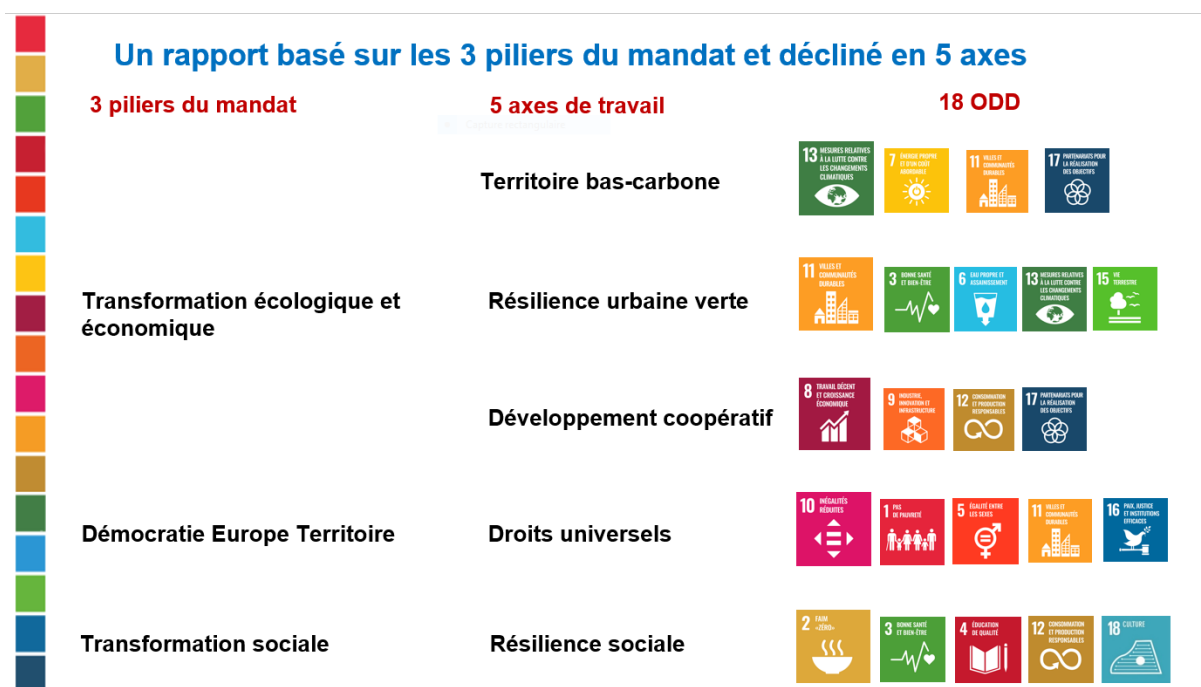 Un rapport basé sur les 3 piliers du mandat et décliné en 5 axes
3 piliers du mandat
5 axes de travail
18 ODD
Territoire bas-carbone
13 MESURES RELATIVES
À LA LUTTE CONTRE
LES CHANGEMENTS
CLIMATIQUES
7 ÉNERGIE PROPRE
ET D'UN COÛT
ABORDABLE
11 VILLES ET
COMMUNAUTÉS
DURABLES
17 PARTENARIATS POUR
LA RÉALISATION
DES OBJECTIFS
Transformation écologique et
économique
Résilience urbaine verte
11 VILLES ET
COMMUNAUTÉS
DURABLES
3 BONNE SANTÉ
ET BIEN-ÊTRE
6 EAU PROPRE ET
ASSAINISSEMENT
13 MESURES RELATIVES
À LA LUTTE CONTRE
LES CHANGEMENTS
CLIMATIQUES
15 VIE
TERRESTRE
Développement coopératif
8 TRAVAIL DÉCENT
ET CROISSANCE
ÉCONOMIQUE
9 INDUSTRIE,
INNOVATION ET
INFRASTRUCTURE
12 CONSOMMATION
ET PRODUCTION
RESPONSABLES
17 PARTENARIATS POUR
LA RÉALISATION
DES OBJECTIFS
Démocratie Europe Territoire
Droits universels
10 INÉGALITÉS
RÉDUITES
1 PAS
DE PAUVRETÉ
5 ÉGALITÉ ENTRE
LES SEXES
11 VILLES ET
COMMUNAUTÉS
DURABLES
16 PAIX, JUSTICE
ET INSTITUTIONS
EFFICACES
Transformation sociale
Résilience sociale
2 FAIM
«ZÉRO»
3 BONNE SANTÉ
ET BIEN-ÊTRE
4 ÉDUCATION
DE QUALITÉ
12 CONSOMMATION
ET PRODUCTION
RESPONSABLES
18 CULTURE